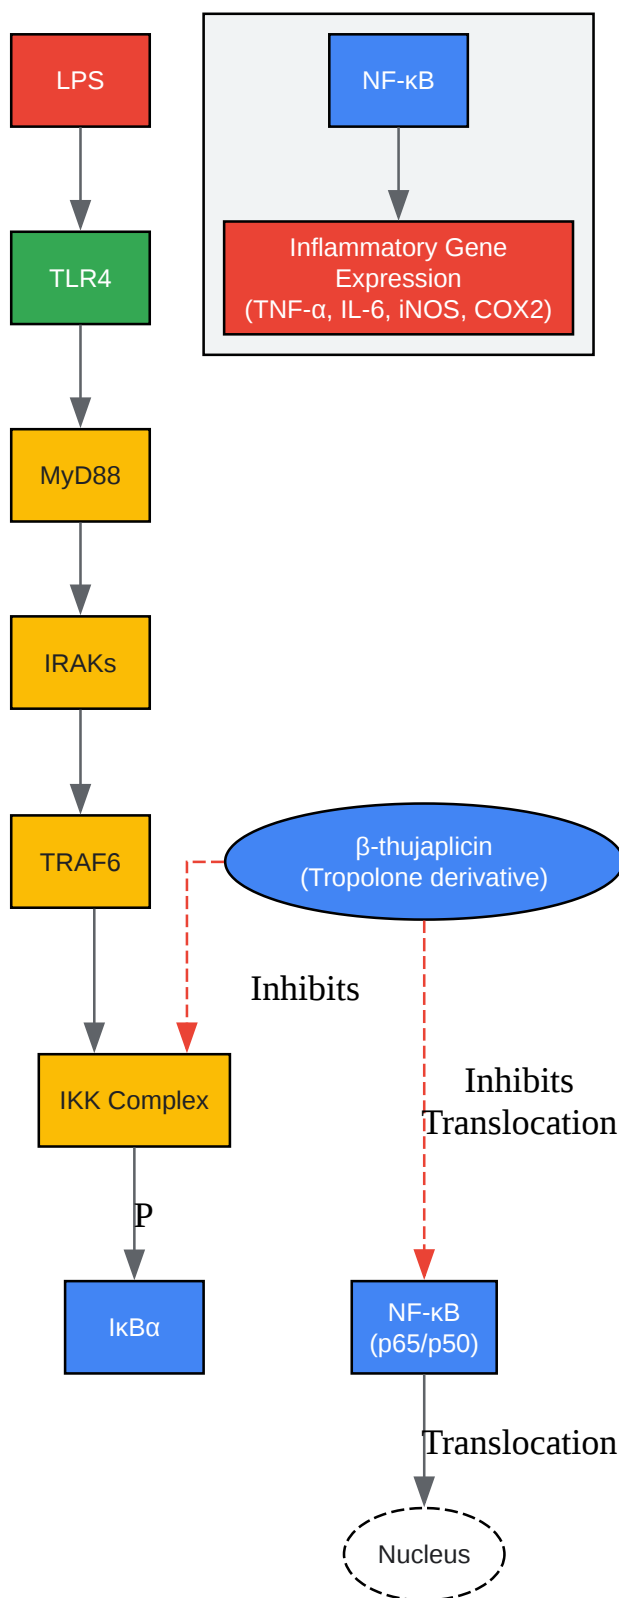 LPS
NF-κB
TLR4
Inflammatory Gene
Expression
(TNF-α, IL-6, iNOS, COX2)
MyD88
IRAKs
TRAF6
β-thujaplicin
(Tropolone derivative)
Inhibits
IKK Complex
Inhibits
Translocation
P
IκBα
NF-κB
(p65/p50)
Translocation
Nucleus